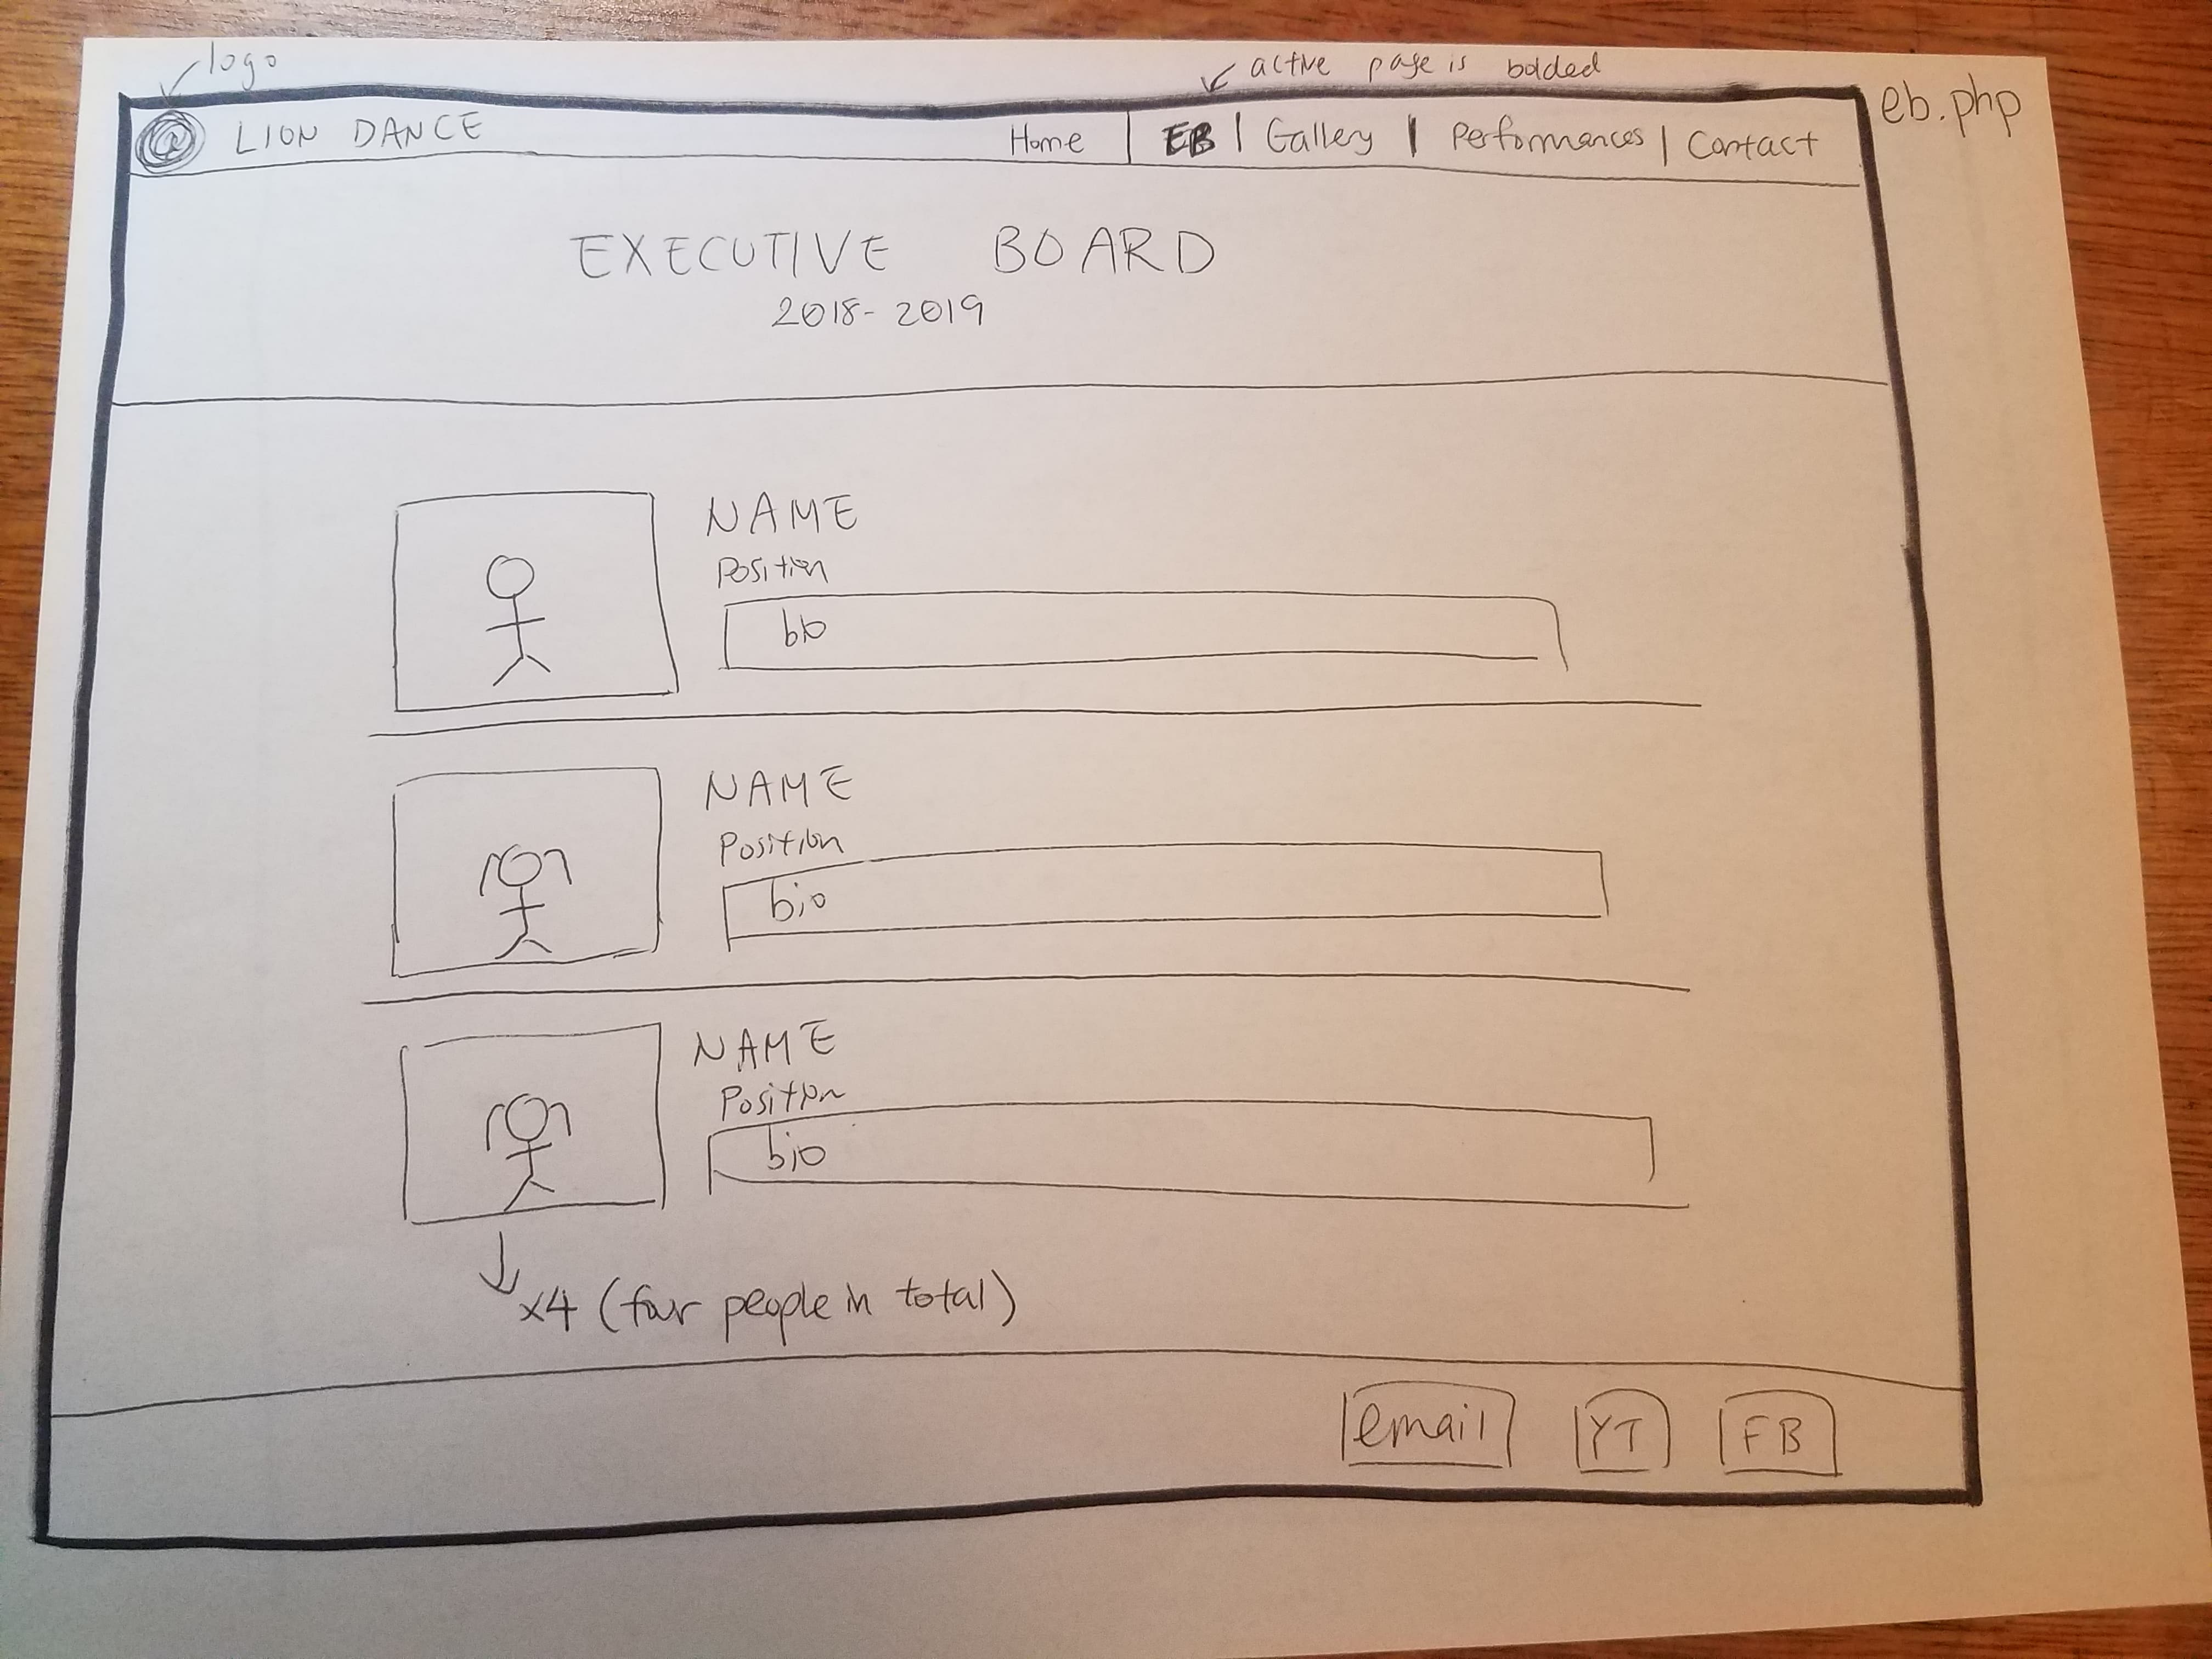 logo
active page is bolded
eb.php
LION DANCE
Home | EB | Gallery | Performances | Contact
EXECUTIVE BOARD
2018-2019
NAME
Position
bio
NAME
Position
bio
NAME
Position
bio
x4 (four people in total)
email YT FB